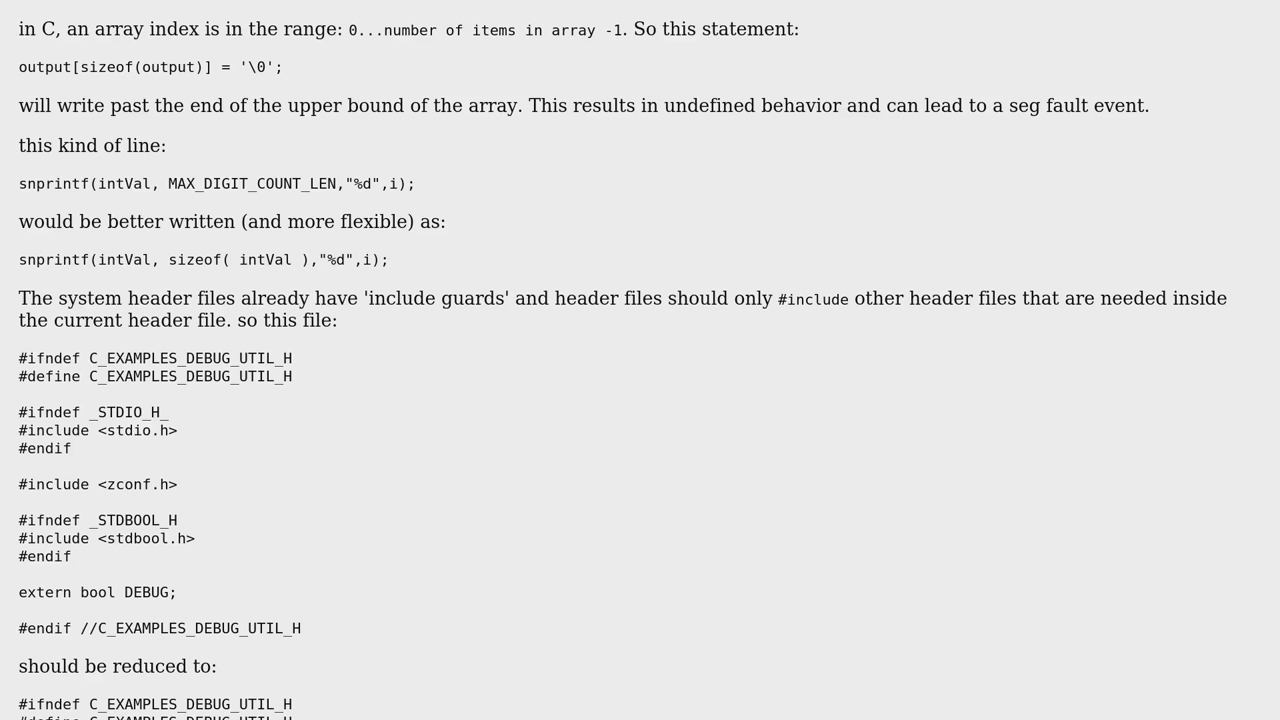 in C, an array index is in the range: 0...number of items in array -1. So this statement:
output[sizeof(output)] = '\0';
will write past the end of the upper bound of the array. This results in undefined behavior and can lead to a seg fault event.
this kind of line:
snprintf(intVal, MAX_DIGIT_COUNT_LEN,"%d",i);
would be better written (and more flexible) as:
snprintf(intVal, sizeof( intVal ),"%d",i);
The system header files already have 'include guards' and header files should only #include other header files that are needed inside
the current header file. so this file:
#ifndef C_EXAMPLES_DEBUG_UTIL_H
#define C_EXAMPLES_DEBUG_UTIL_H
#ifndef _STDIO_H_
#include <stdio.h>
#endif
#include <zconf.h>
#ifndef _STDBOOL_H
#include <stdbool.h>
#endif
extern bool DEBUG;
#endif //C_EXAMPLES_DEBUG_UTIL_H
should be reduced to:
#ifndef C_EXAMPLES_DEBUG_UTIL_H
#define C_EXAMPLES_DEBUG_UTIL_H